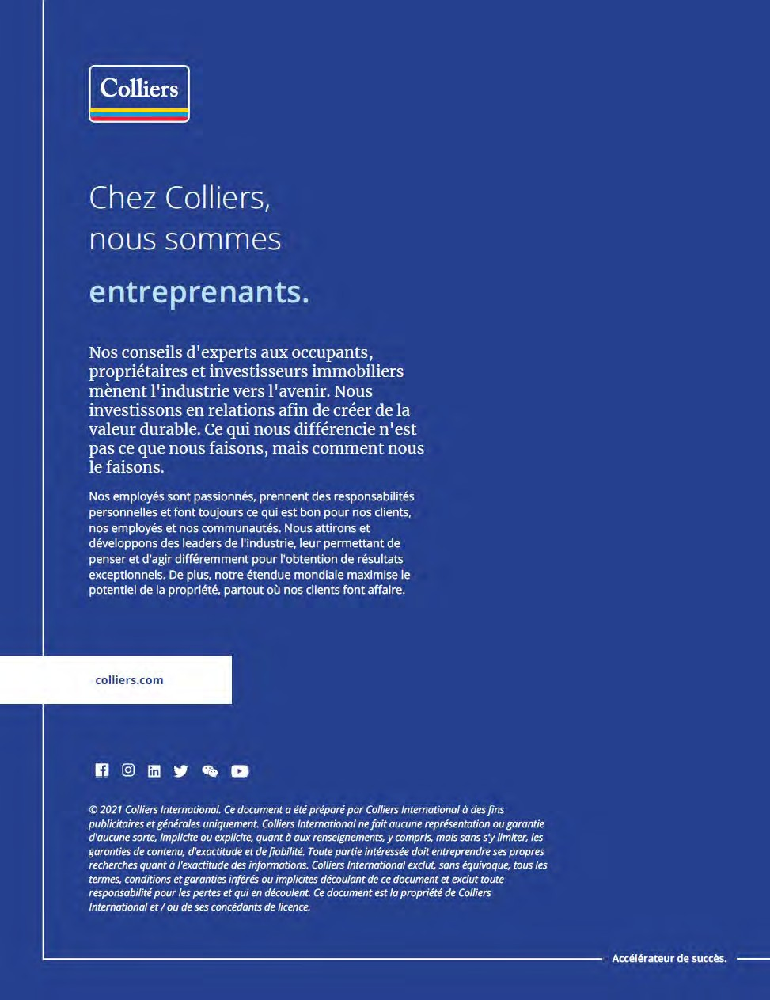 Colliers
Chez Colliers,
nous sommes
entreprenants.
Nos conseils d'experts aux occupants,
propriétaires et investisseurs immobiliers
mènent l'industrie vers l'avenir. Nous
investissons en relations afin de créer de la
valeur durable. Ce qui nous différencie n'est
pas ce que nous faisons, mais comment nous
le faisons.
Nos employés sont passionnés, prennent des responsabilités
personnelles et font toujours ce qui est bon pour nos clients,
nos employés et nos communautés. Nous attirons et
développons des leaders de l'industrie, leur permettant de
penser et d'agir différemment pour l'obtention de résultats
exceptionnels. De plus, notre étendue mondiale maximise le
potentiel de la propriété, partout où nos clients font affaire.
colliers.com
© 2021 Colliers International. Ce document a été préparé par Colliers International à des fins
publicitaires et générales uniquement. Colliers International ne fait aucune représentation ou garantie
d'aucune sorte, implicite ou explicite, quant à aux renseignements, y compris, mais sans s'y limiter, les
garanties de contenu, d'exactitude et de fiabilité. Toute partie intéressée doit entreprendre ses propres
recherches quant à l'exactitude des informations. Colliers International exclut, sans équivoque, tous les
termes, conditions et garanties inférés ou implicites découlant de ce document et exclut toute
responsabilité pour les pertes et qui en découlent. Ce document est la propriété de Colliers
International et / ou de ses concédants de licence.
Accélérateur de succès.